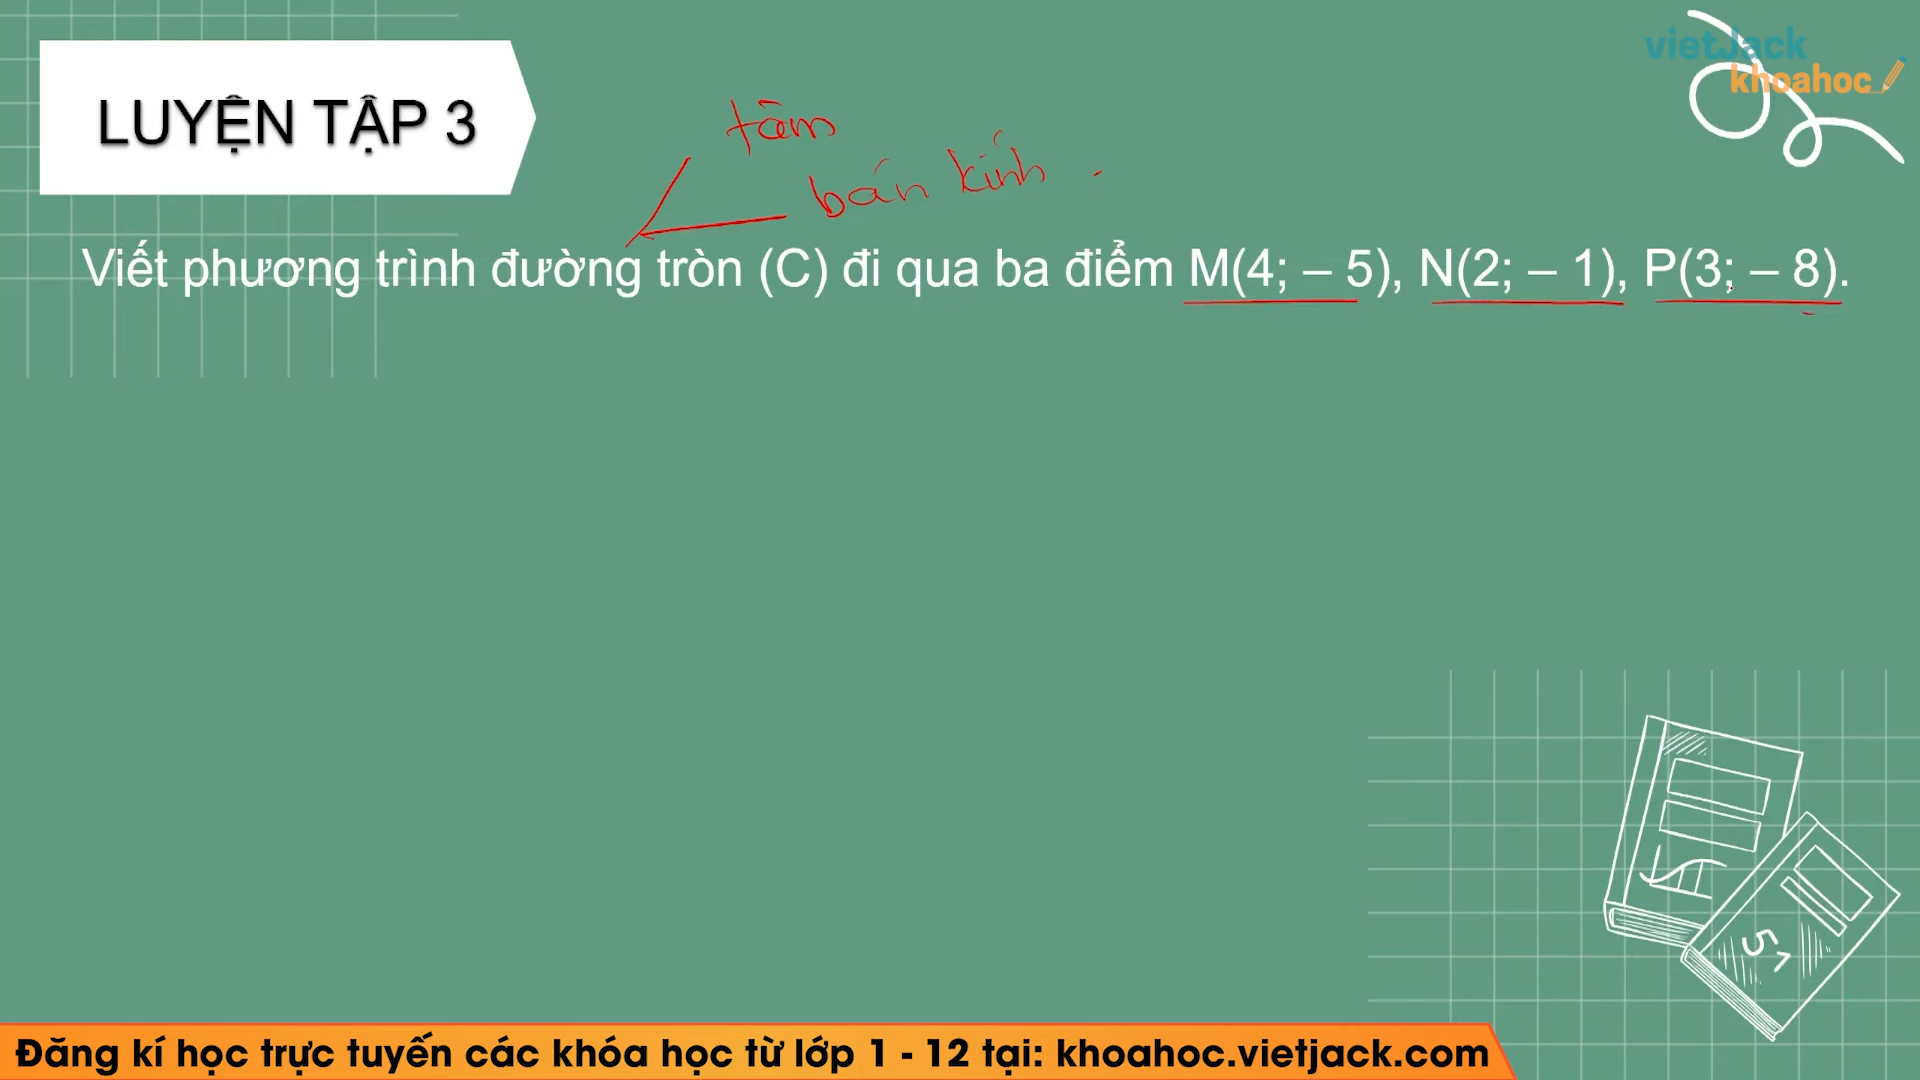 vietJack
khoahoc
LUYỆN TẬP 3
tâm
bán kính .
Viết phương trình đường tròn (C) đi qua ba điểm M(4; – 5), N(2; – 1), P(3; – 8).
Đăng kí học trực tuyến các khóa học từ lớp 1 - 12 tại: khoahoc.vietjack.com